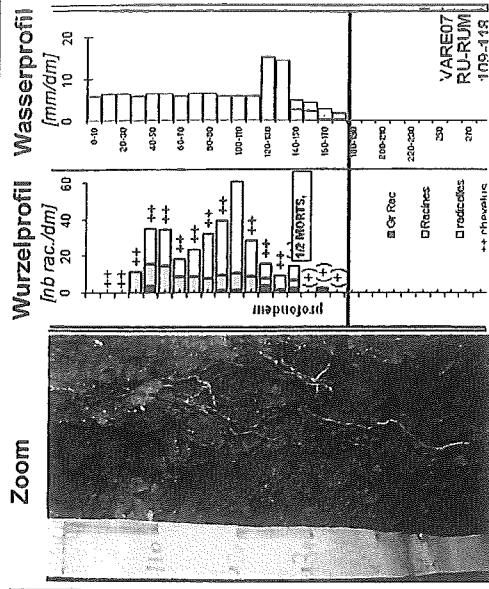 Zoom
Wurzelprofil
[nb rac./dm]
0
20
40
60
profondeur
++
++
++
++
++
++
++
++
++
++
++
++
1/2 MORTS,
(+)
(+)
(+)
Gr Rac
Racines
radicelles
++ chevelus
Wasserprofil
[mm/dm]
0
10
20
0-10
20-30
40-50
60-70
80-90
100-110
120-130
140-150
160-170
180-190
200-210
220-230
250
270
VARE07
RU-RUM
109-118